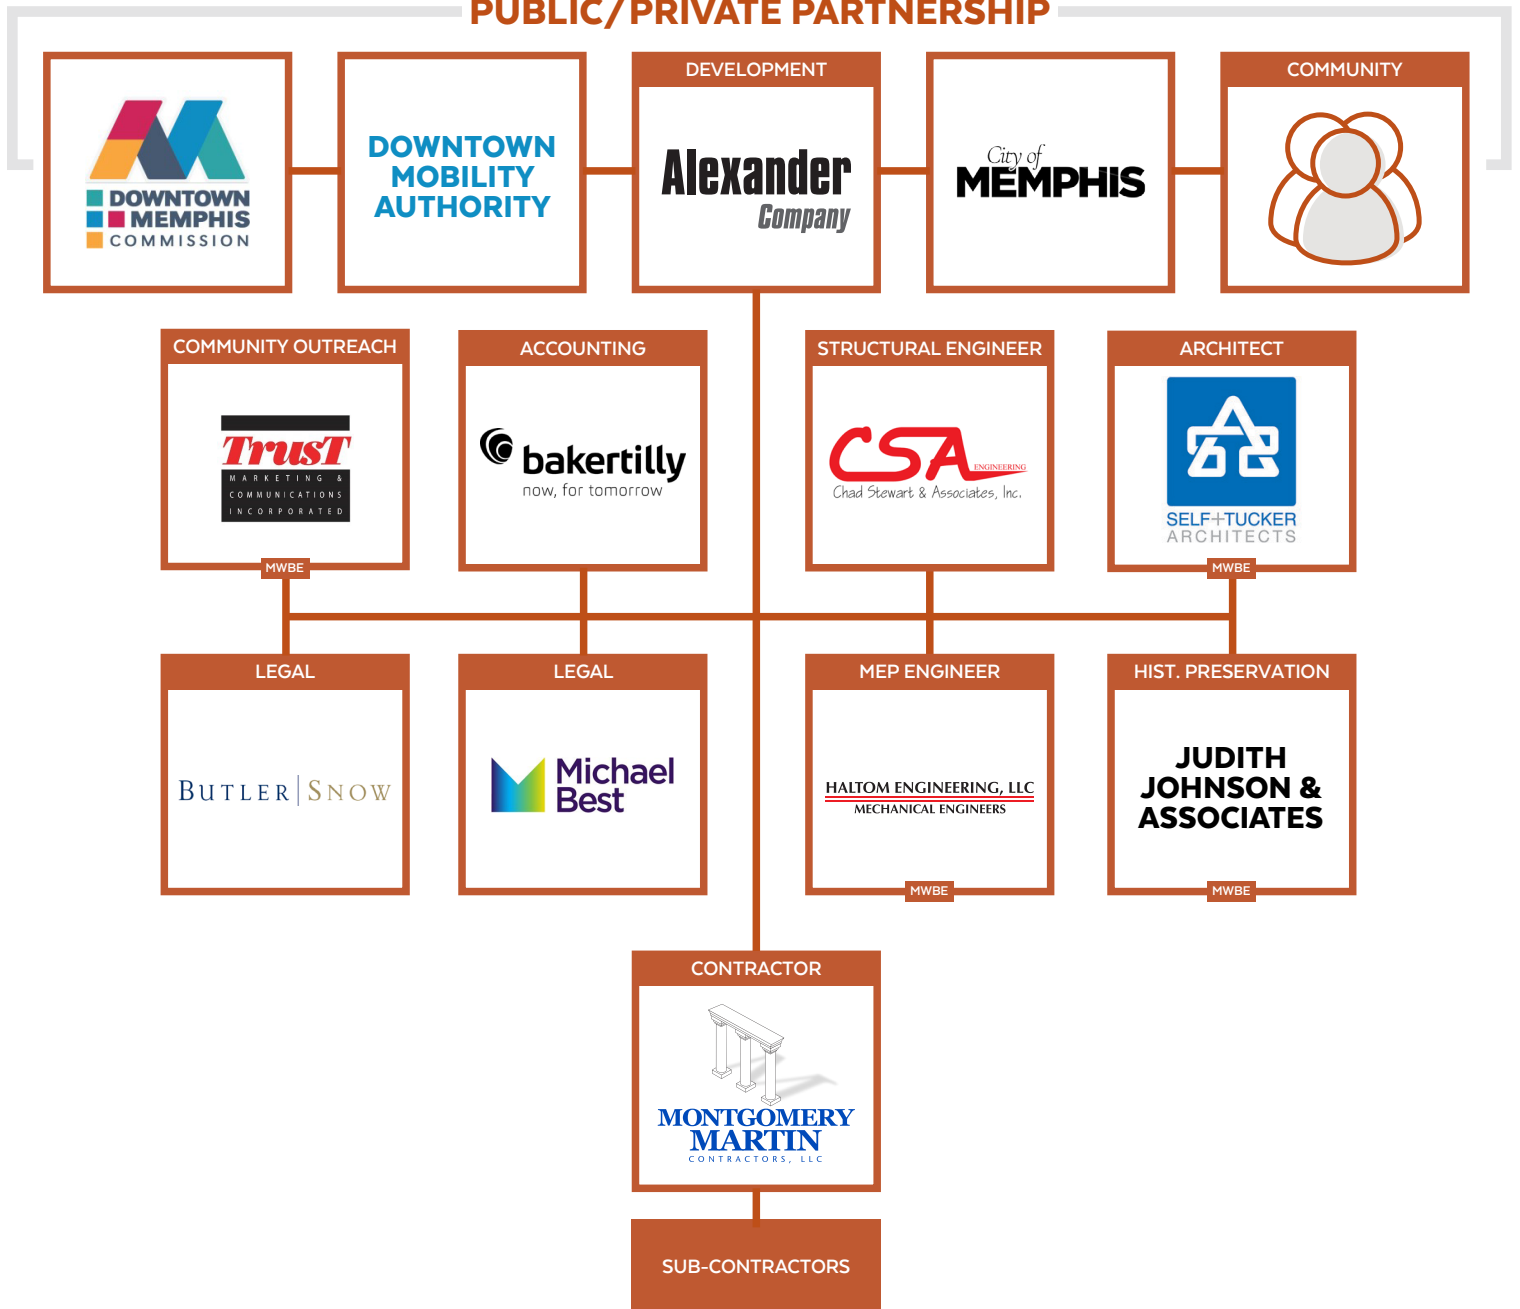 PUBLIC/PRIVATE PARTNERSHIP
DOWNTOWN
MEMPHIS
COMMISSION
DOWNTOWN
MOBILITY
AUTHORITY
DEVELOPMENT
Alexander
Company
City of
MEMPHIS
COMMUNITY
COMMUNITY OUTREACH
TrusT
MARKETING &
COMMUNICATIONS
INCORPORATED
MWBE
ACCOUNTING
bakertilly
now, for tomorrow
STRUCTURAL ENGINEER
CSA
ENGINEERING
Chad Stewart & Associates, Inc.
ARCHITECT
SELF+TUCKER
ARCHITECTS
MWBE
LEGAL
BUTLER|SNOW
LEGAL
Michael
Best
MEP ENGINEER
HALTOM ENGINEERING, LLC
MECHANICAL ENGINEERS
MWBE
HIST. PRESERVATION
JUDITH
JOHNSON &
ASSOCIATES
MWBE
CONTRACTOR
MONTGOMERY
MARTIN
CONTRACTORS, LLC
SUB-CONTRACTORS